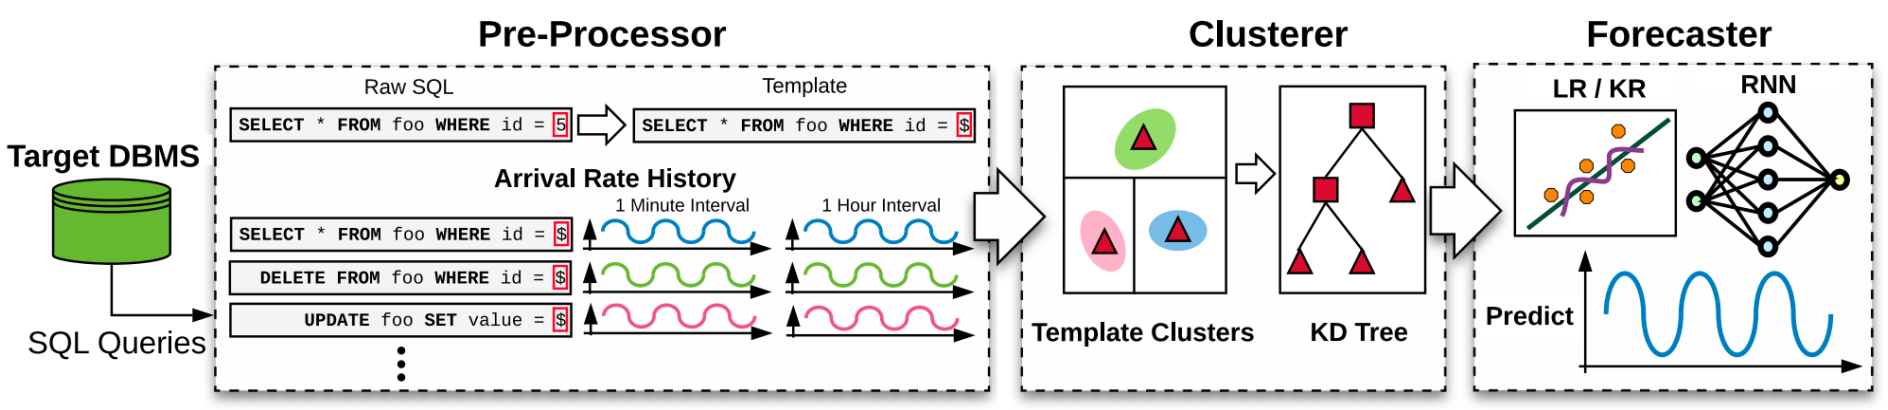 Pre-Processor
Clusterer
Forecaster
Target DBMS
SQL Queries
Raw SQL
Template
SELECT * FROM foo WHERE id = 5
SELECT * FROM foo WHERE id = $
Arrival Rate History
1 Minute Interval
1 Hour Interval
SELECT * FROM foo WHERE id = $
DELETE FROM foo WHERE id = $
UPDATE foo SET value = $
Template Clusters
KD Tree
LR / KR
RNN
Predict